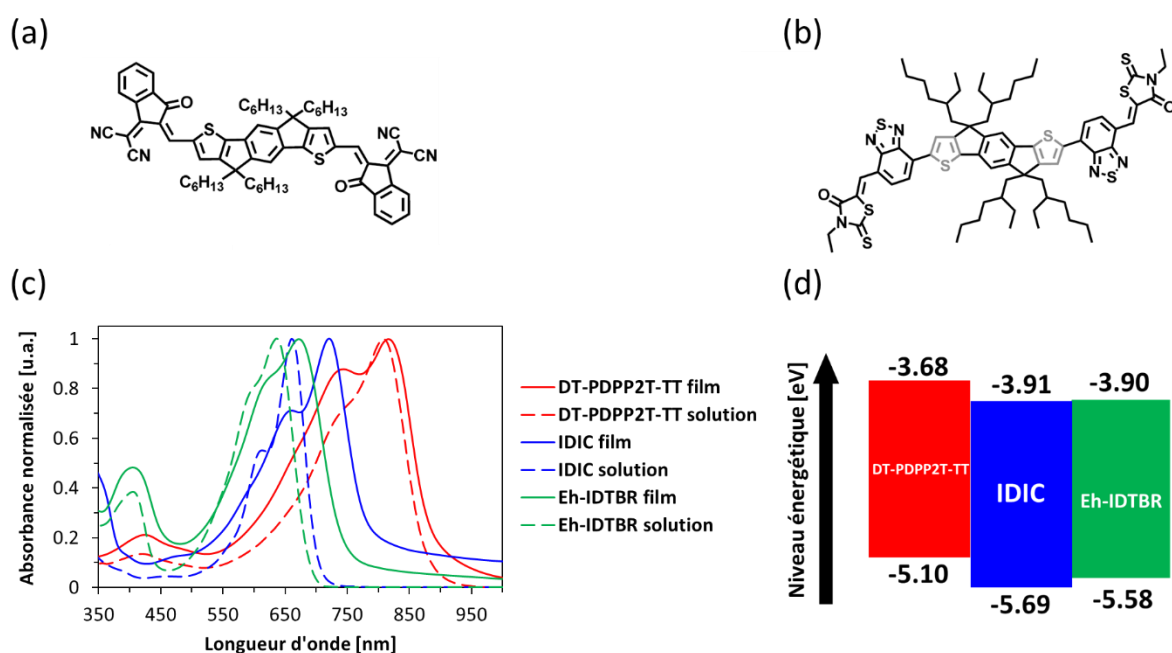 (a)
(b)
O
C₆H₁₃ C₆H₁₃
S
NC
CN
CN
NC
S
CN
C₆H₁₃ C₆H₁₃
O
S
N
S
O
S
N
N
S
S
N
N
S
O
S
N
S
N
S
(c)
(d)
Absorbance normalisée [u.a.]
1
0.8
0.6
0.4
0.2
0
350 450 550 650 750 850 950
Longueur d'onde [nm]
DT-PDPP2T-TT film
DT-PDPP2T-TT solution
IDIC film
IDIC solution
Eh-IDTBR film
Eh-IDTBR solution
Niveau énergétique [eV]
-3.68
-3.91
-3.90
DT-PDPP2T-TT
IDIC
Eh-IDTBR
-5.10
-5.69
-5.58